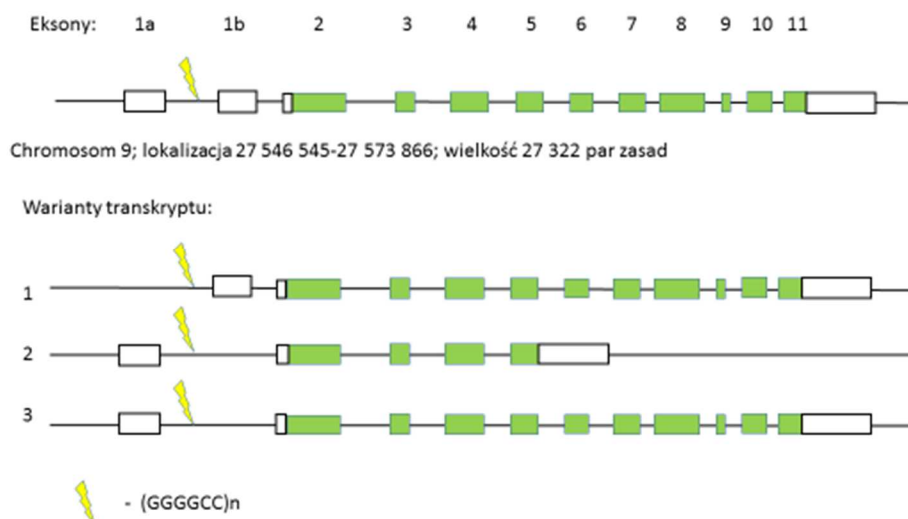 Eksony: 1a 1b 2 3 4 5 6 7 8 9 10 11
Chromosom 9; lokalizacja 27 546 545-27 573 866; wielkość 27 322 par zasad
Warianty transkryptu:
1
2
3
- (GGGGCC)n